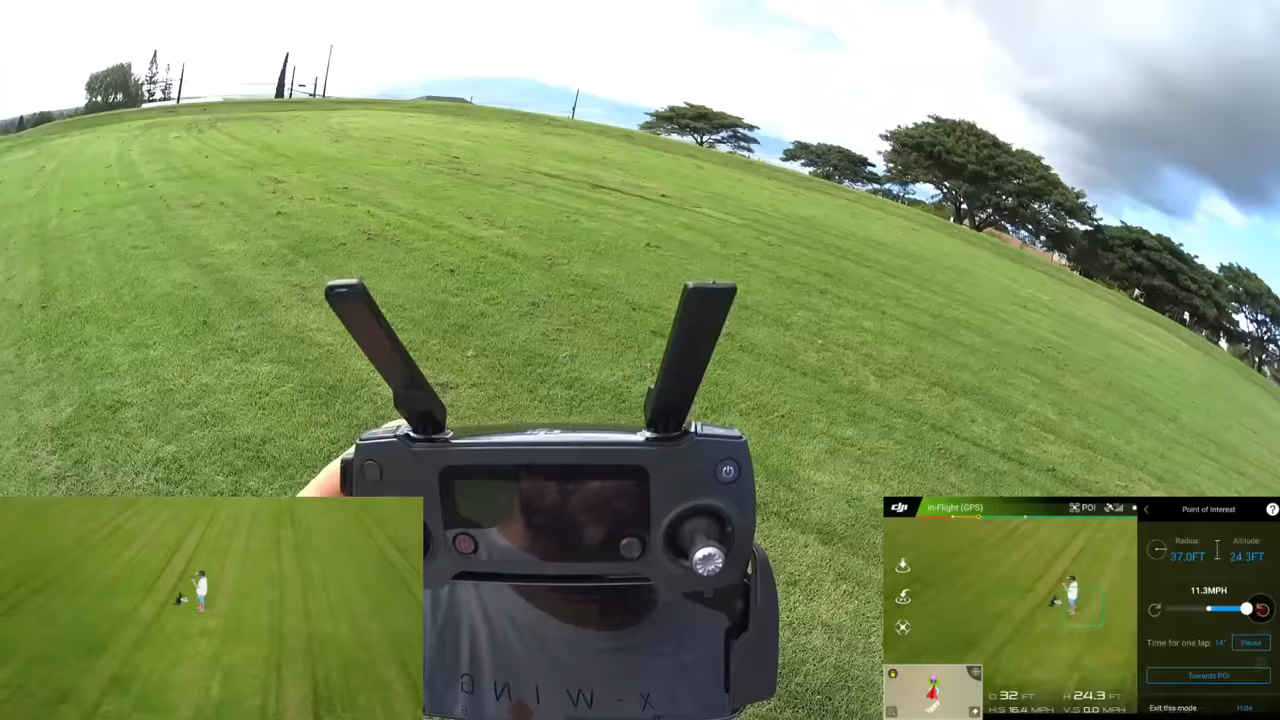 dji In-Flight (GPS) POI
Point of Interest ?
Radius: Altitude:
37.0FT 24.3FT
11.3MPH
Time for one lap: 14" Pause
Towards POI
D 32 FT H 24.3 FT
H.S 16.4 MPH V.S 0.0 MPH
Exit this mode Hide
X-WING